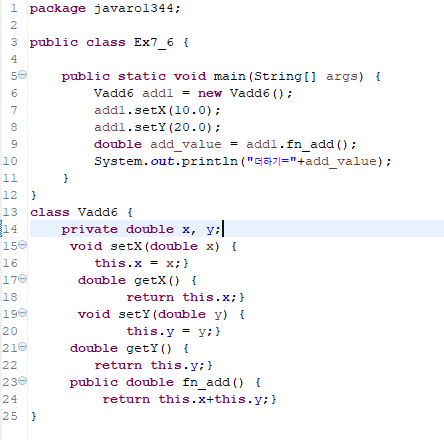 1 package javaro1344;
2
3 public class Ex7_6 {
4
5 public static void main(String[] args) {
6 Vadd6 add1 = new Vadd6();
7 add1.setX(10.0);
8 add1.setY(20.0);
9 double add_value = add1.fn_add();
10 System.out.println("더하기="+add_value);
11 }
12 }
13 class Vadd6 {
14 private double x, y;
15 void setX(double x) {
16 this.x = x;}
17 double getX() {
18 return this.x;}
19 void setY(double y) {
20 this.y = y;}
21 double getY() {
22 return this.y;}
23 public double fn_add() {
24 return this.x+this.y;}
25 }